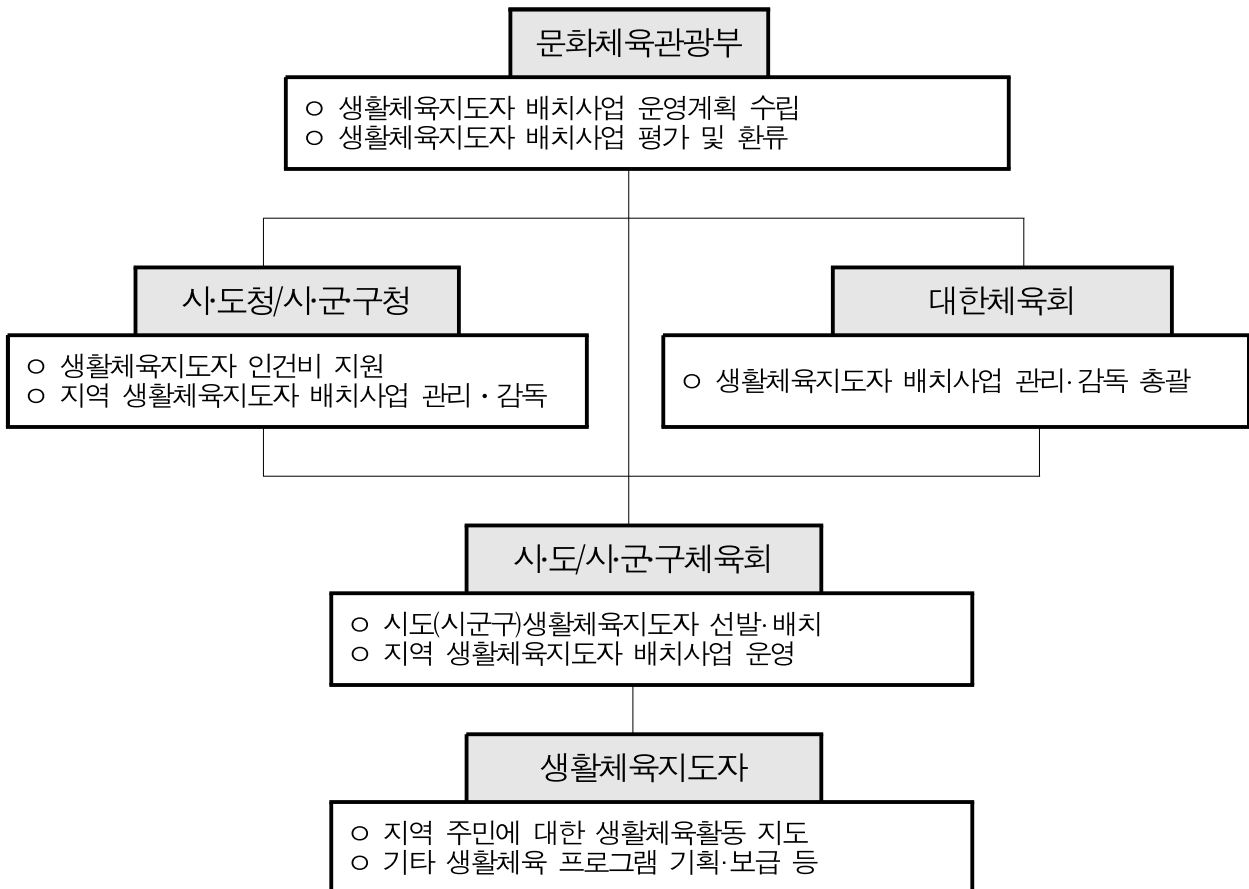 문화체육관광부
ㅇ 생활체육지도자 배치사업 운영계획 수립
ㅇ 생활체육지도자 배치사업 평가 및 환류
시·도청/시·군·구청
ㅇ 생활체육지도자 인건비 지원
ㅇ 지역 생활체육지도자 배치사업 관리·감독
대한체육회
ㅇ 생활체육지도자 배치사업 관리·감독 총괄
시·도/시·군·구체육회
ㅇ 시도(시군구)생활체육지도자 선발·배치
ㅇ 지역 생활체육지도자 배치사업 운영
생활체육지도자
ㅇ 지역 주민에 대한 생활체육활동 지도
ㅇ 기타 생활체육 프로그램 기획·보급 등